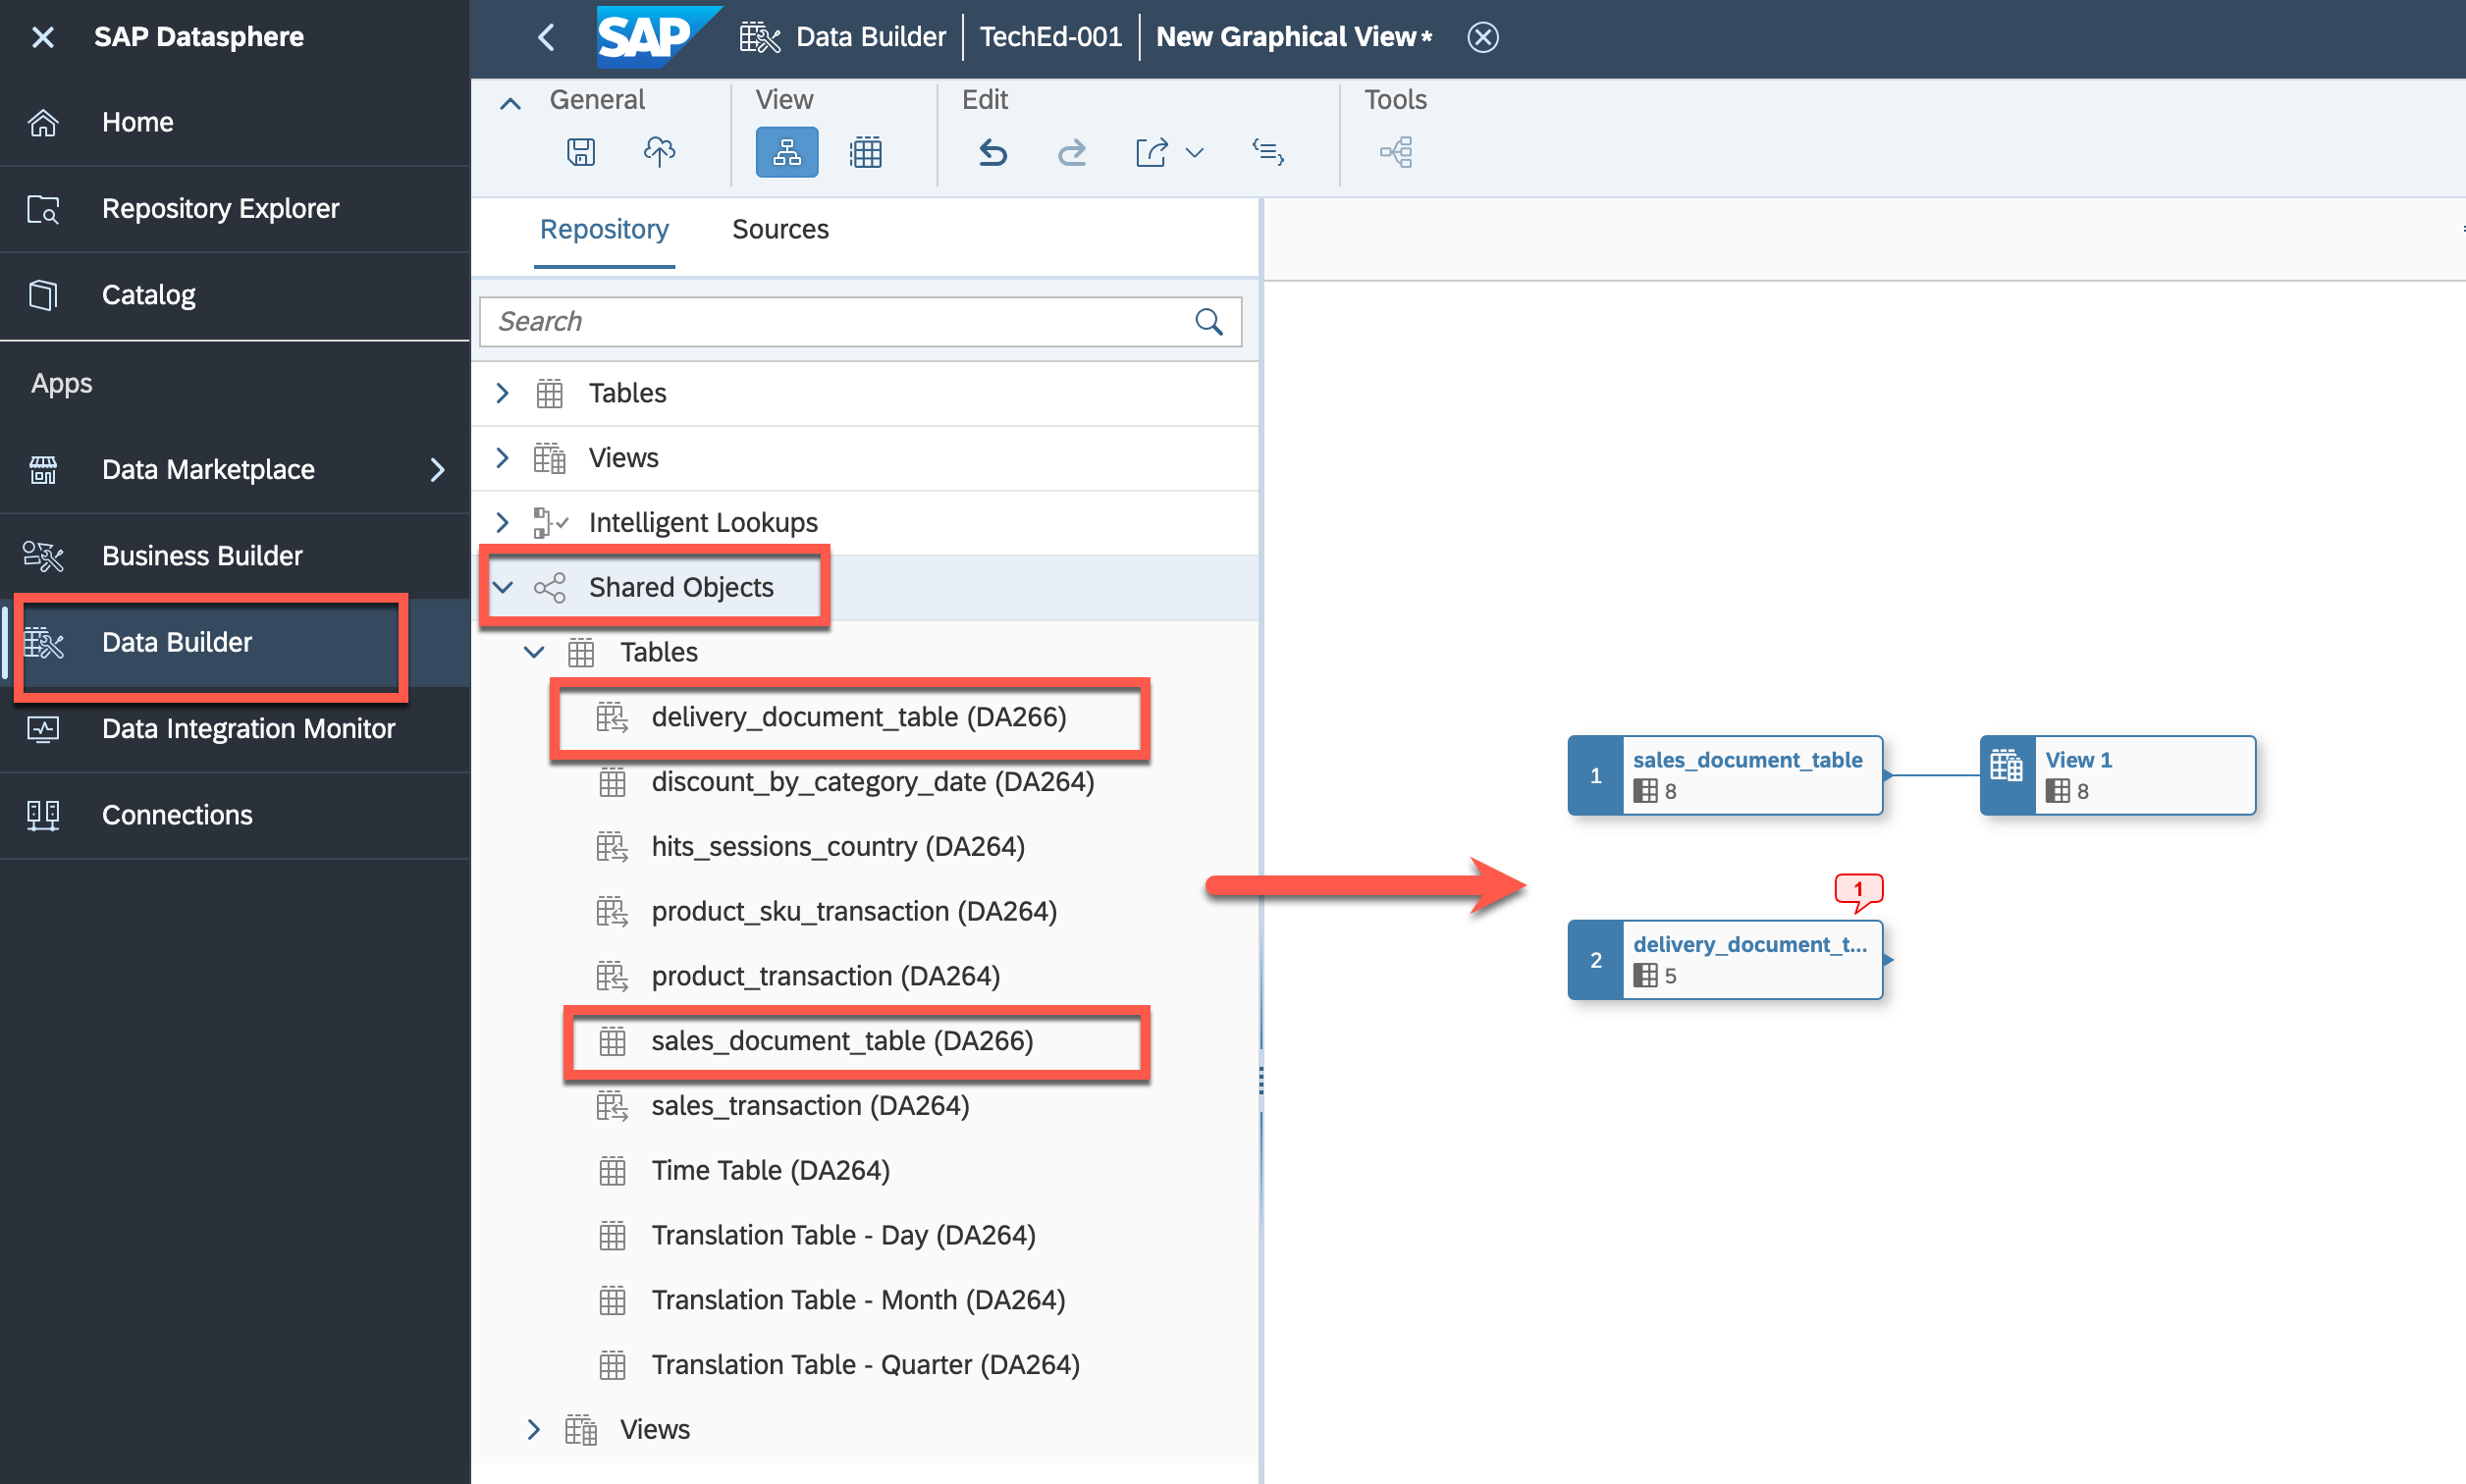 SAP Datasphere
Home
Repository Explorer
Catalog
Apps
Data Marketplace
Business Builder
Data Builder
Data Integration Monitor
Connections
SAP Data Builder TechEd-001 New Graphical View*
General View Edit Tools
Repository Sources
Search
Tables
Views
Intelligent Lookups
Shared Objects
Tables
delivery_document_table (DA266)
discount_by_category_date (DA264)
hits_sessions_country (DA264)
product_sku_transaction (DA264)
product_transaction (DA264)
sales_document_table (DA266)
sales_transaction (DA264)
Time Table (DA264)
Translation Table - Day (DA264)
Translation Table - Month (DA264)
Translation Table - Quarter (DA264)
Views
1 sales_document_table
8
View 1
8
1
2 delivery_document_t...
5